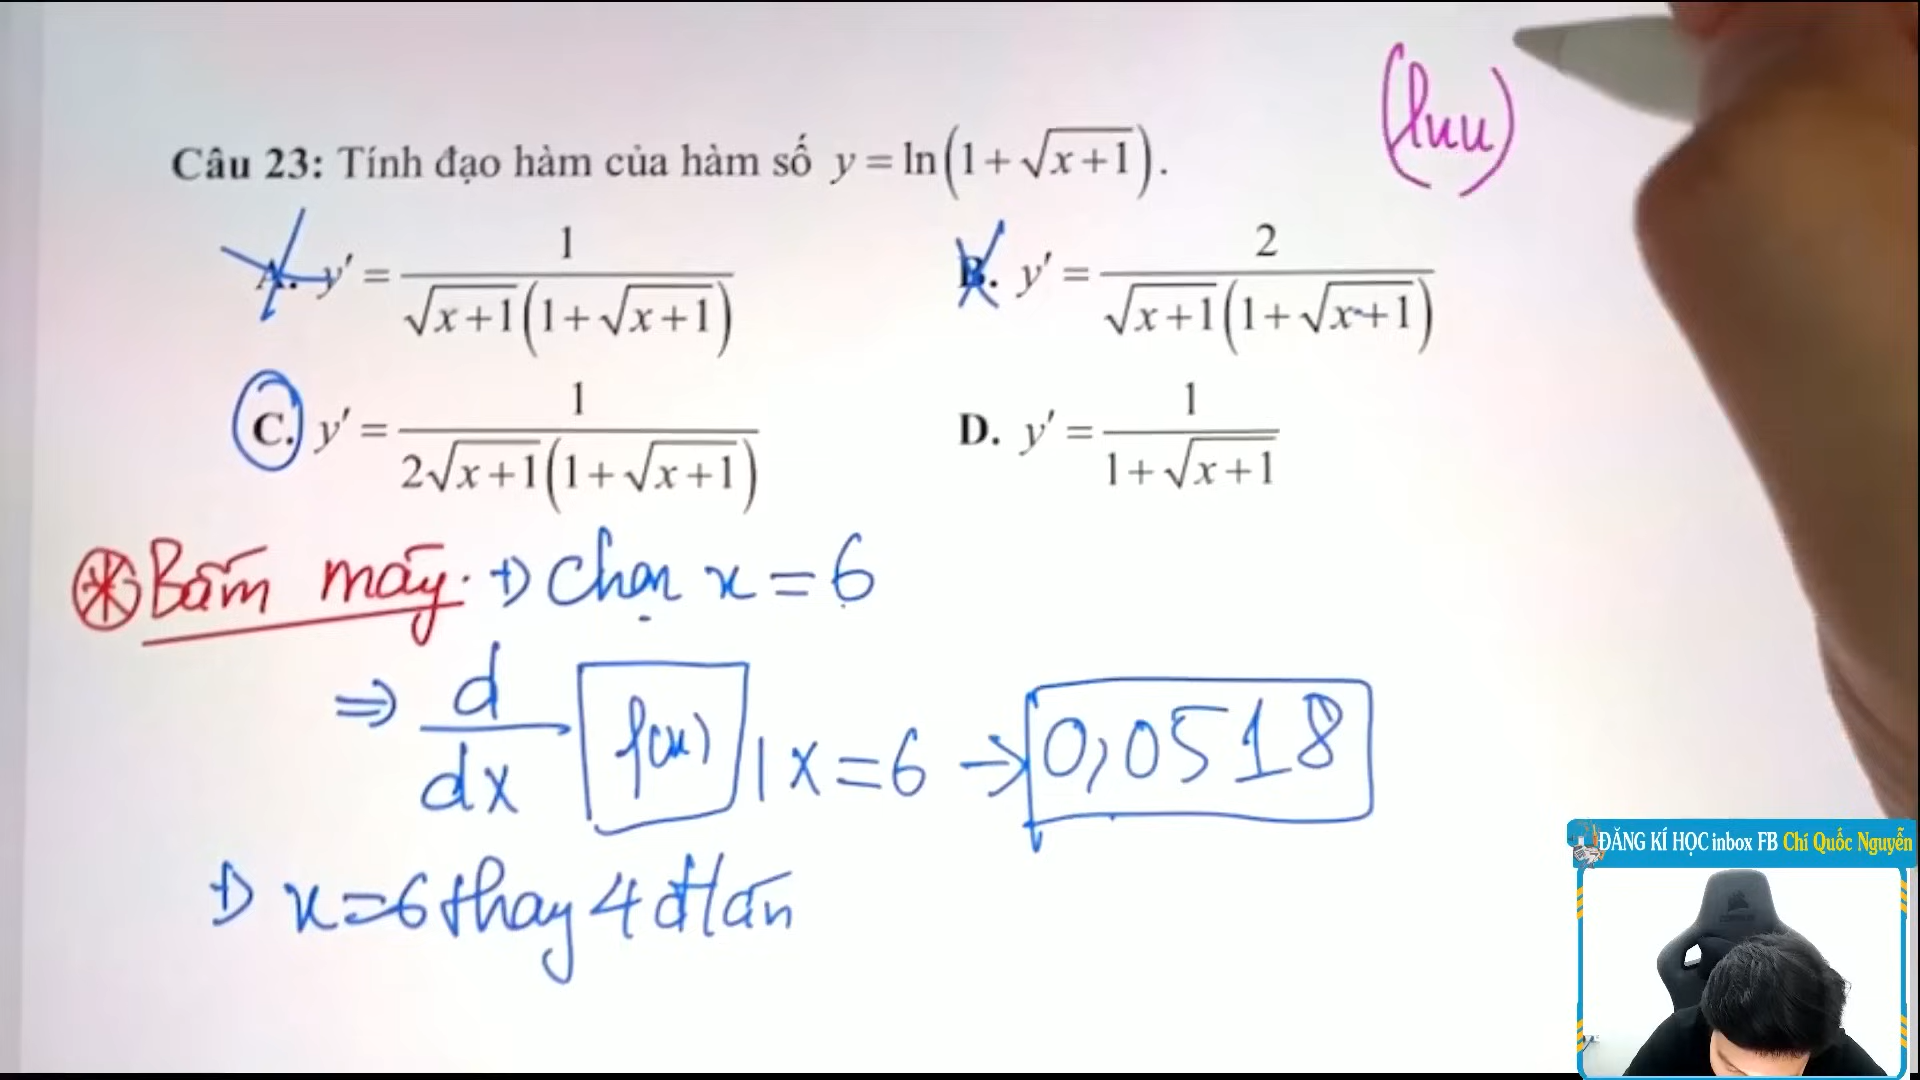 (lnu)
Câu 23: Tính đạo hàm của hàm số y = ln(1 + √(x+1)).
A. y' = 1/(√(x+1)(1+√(x+1)))
B. y' = 2/(√(x+1)(1+√(x+1)))
C. y' = 1/(2√(x+1)(1+√(x+1)))
D. y' = 1/(1+√(x+1))
Bấm máy. +) Chọn x = 6
⇒ d/dx f(x) | x = 6 → 0,0518
+) x = 6 thay 4 đ/án
ĐĂNG KÍ HỌC inbox FB Chí Quốc Nguyễn